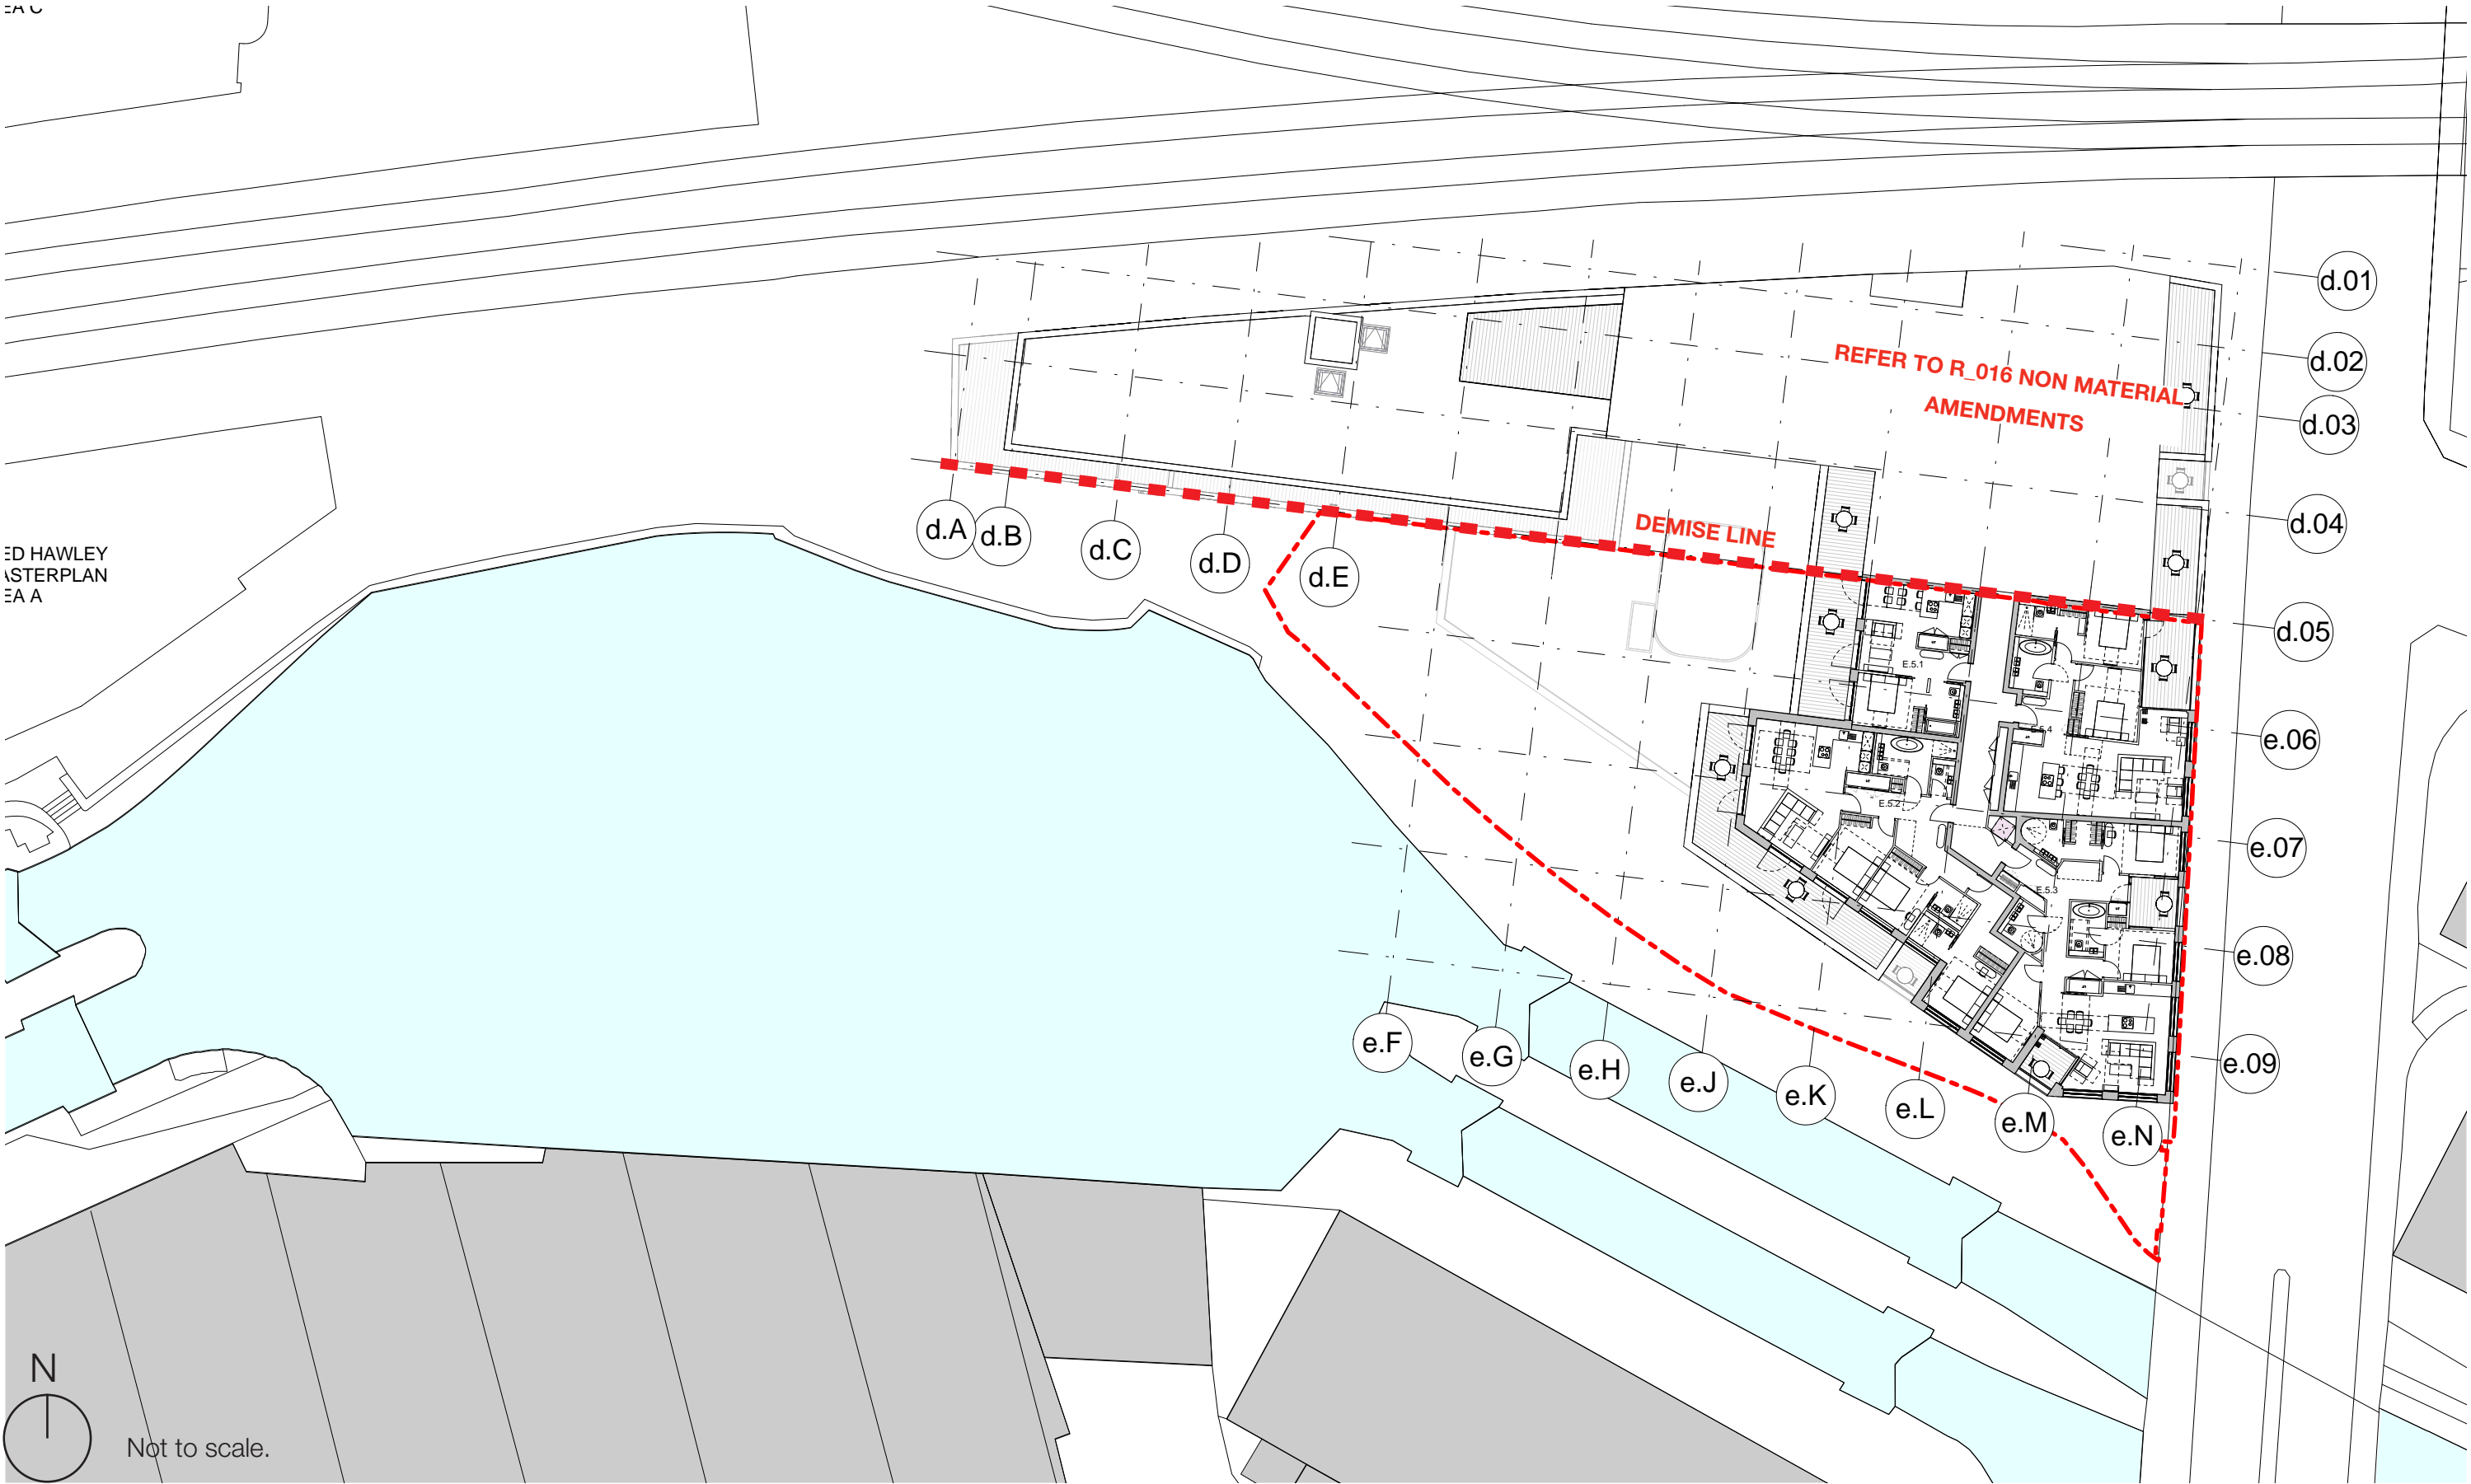 EA C
d.01
d.02
d.03
d.04
d.05
e.06
e.07
e.08
e.09
REFER TO R_016 NON MATERIAL
AMENDMENTS
DEMISE LINE
d.A
d.B
d.C
d.D
d.E
ED HAWLEY
ASTERPLAN
EA A
E.5.1
E.5.2
E.5.3
e.F
e.G
e.H
e.J
e.K
e.L
e.M
e.N
N
Not to scale.